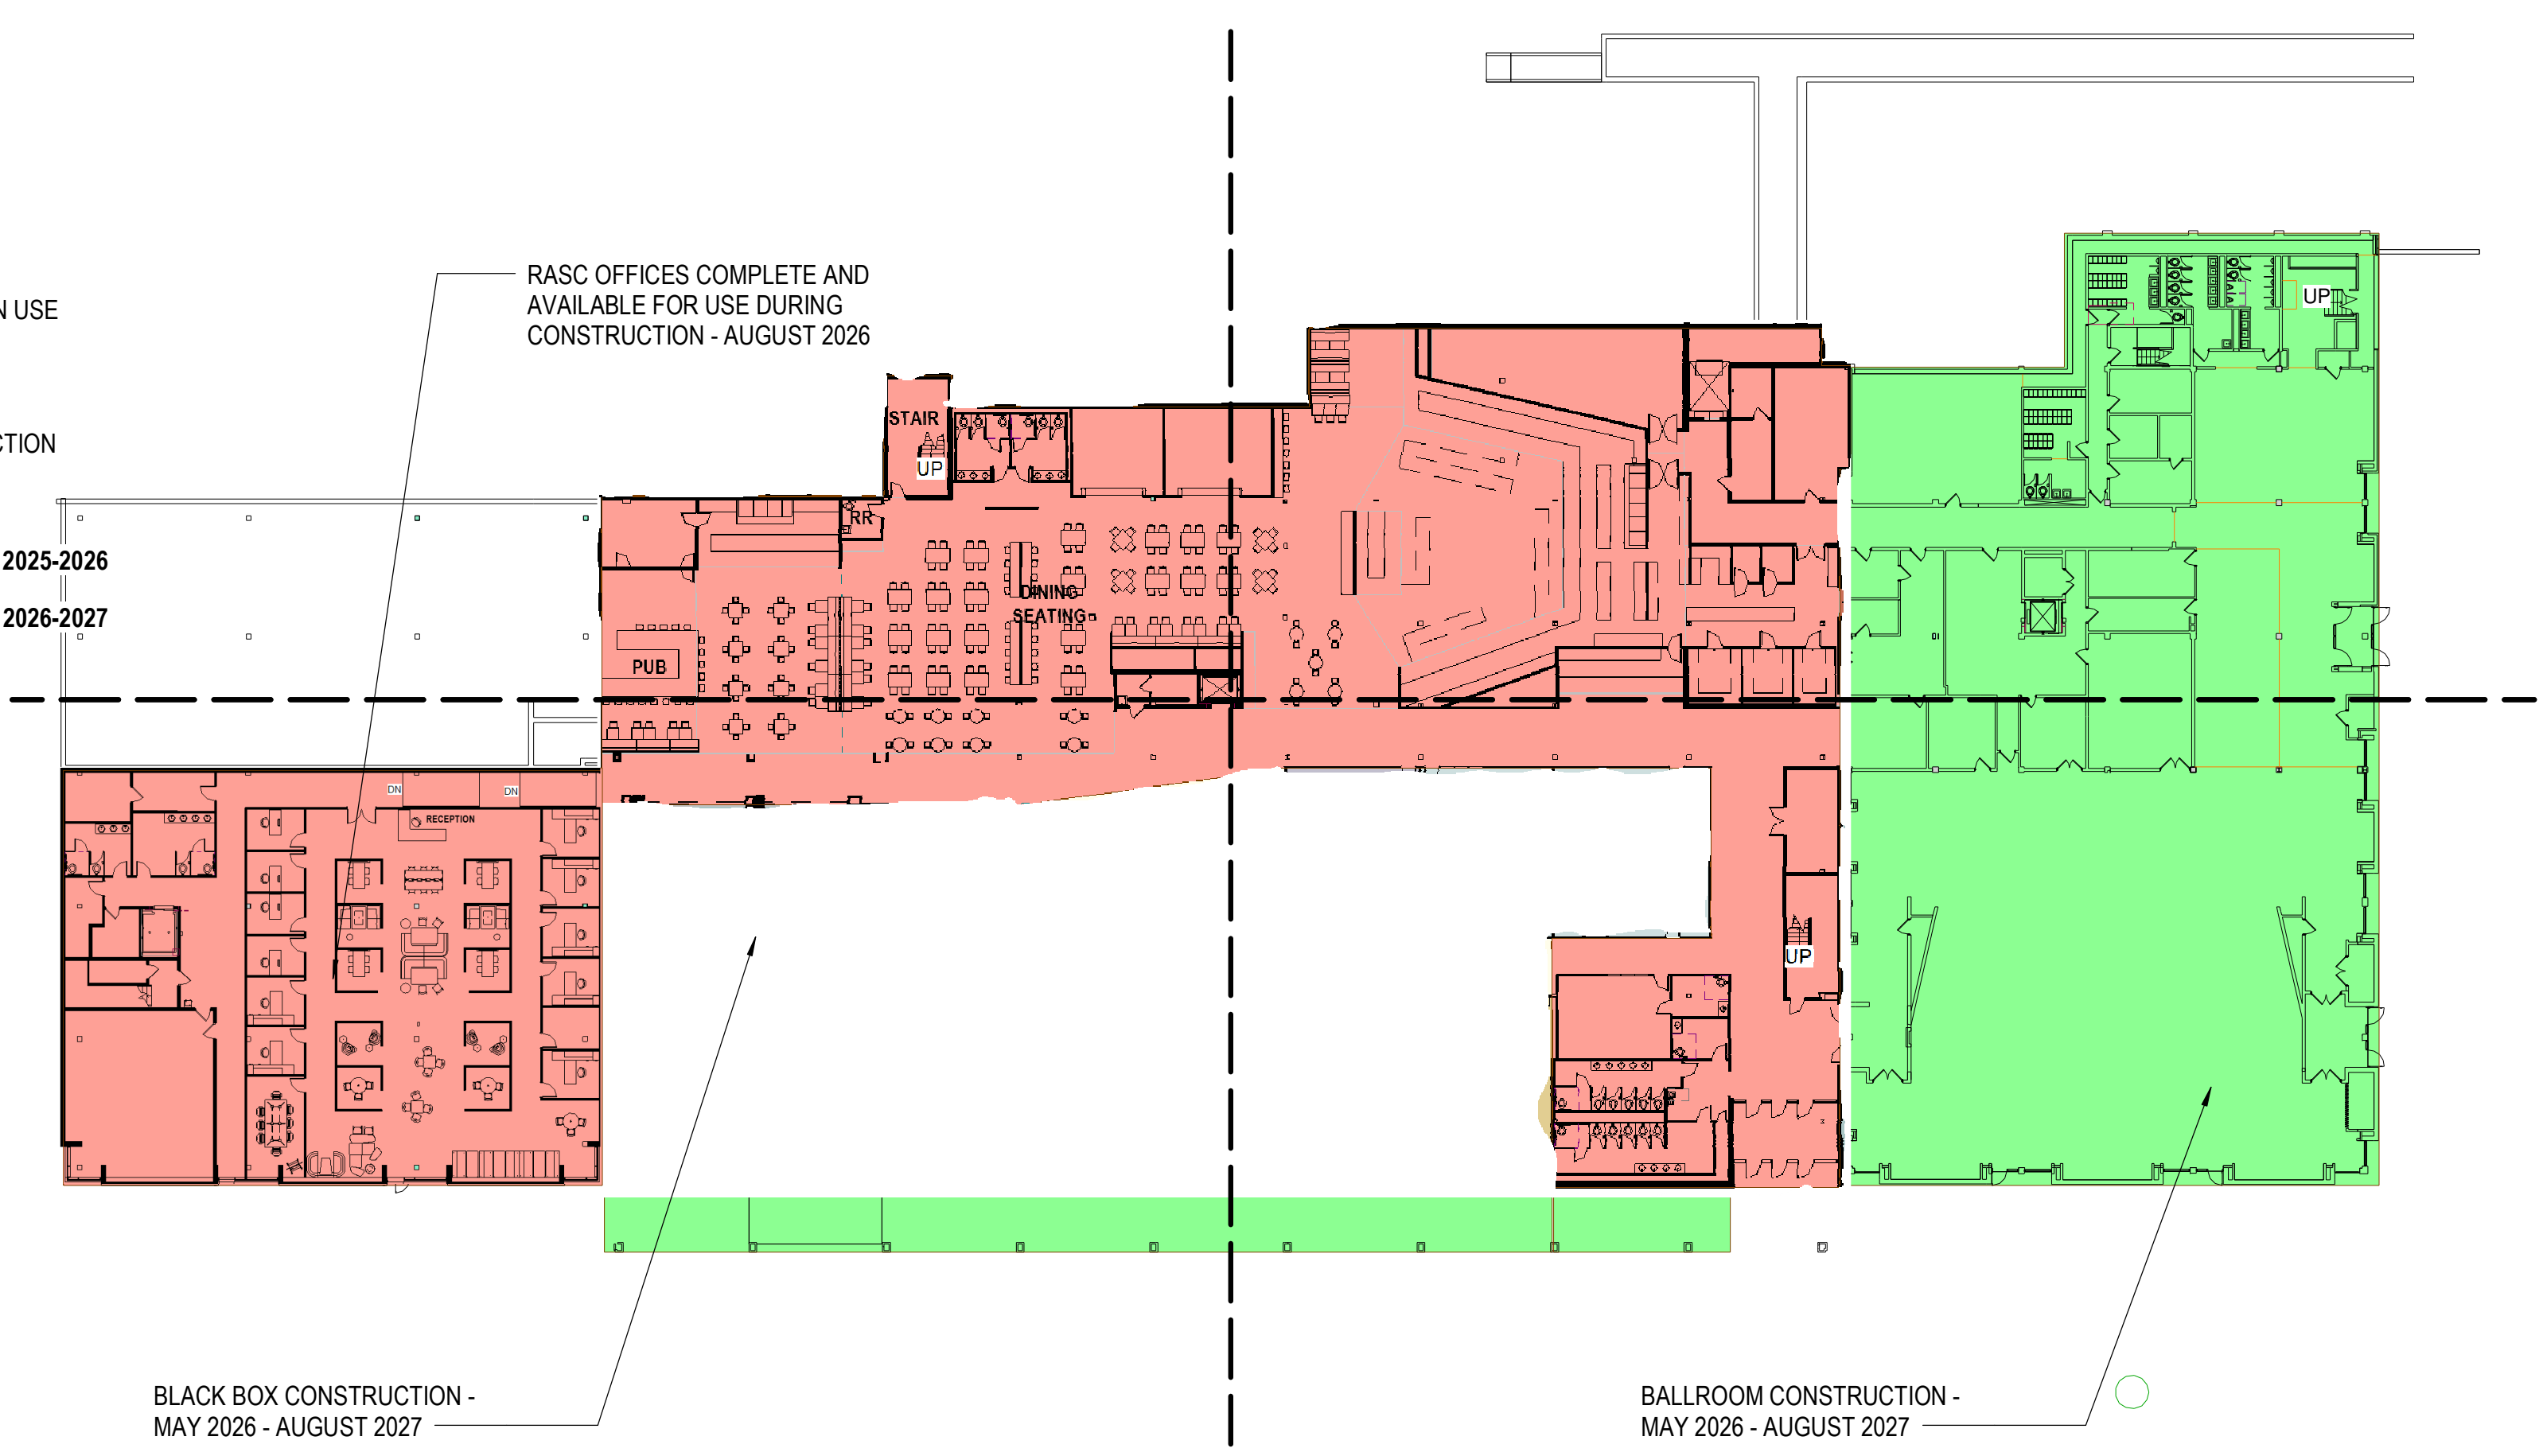 RASC OFFICES COMPLETE AND
AVAILABLE FOR USE DURING
CONSTRUCTION - AUGUST 2026
N USE
CTION
2025-2026
2026-2027
UP
STAIR
UP
RR
DINING
SEATING
PUB
DN
DN
RECEPTION
UP
BLACK BOX CONSTRUCTION -
MAY 2026 - AUGUST 2027
BALLROOM CONSTRUCTION -
MAY 2026 - AUGUST 2027